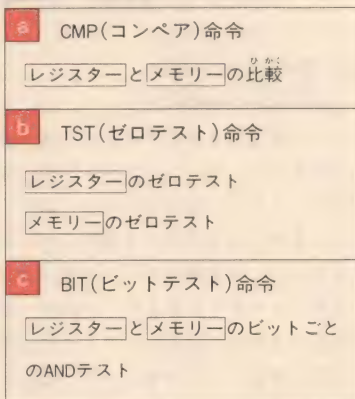 a CMP(コンペア)命令
レジスターとメモリーの比較
b TST(ゼロテスト)命令
レジスターのゼロテスト
メモリーのゼロテスト
c BIT(ビットテスト)命令
レジスターとメモリーのビットごと
のANDテスト